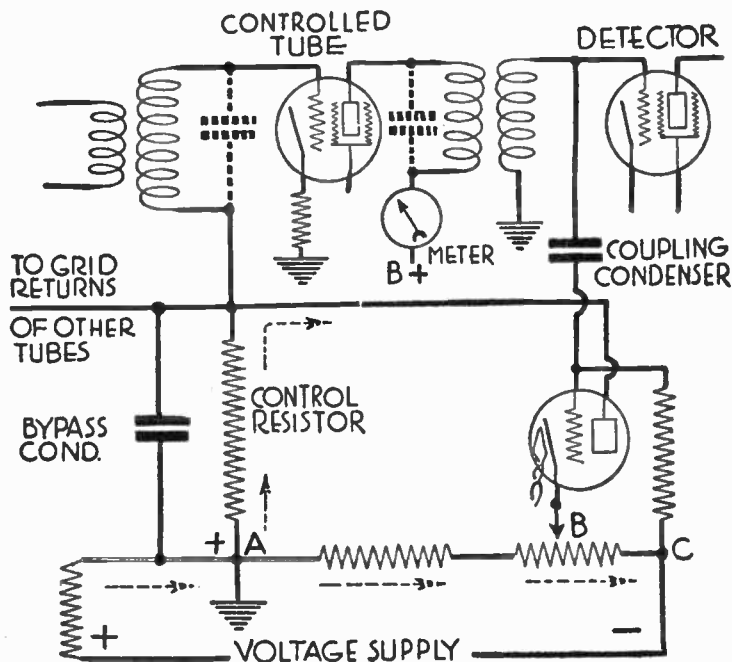 CONTROLLED
TUBE
DETECTOR
METER
B+
COUPLING
CONDENSER
TO GRID
RETURNS
OF OTHER
TUBES
CONTROL
RESISTOR
BYPASS
COND.
+ A
B
C
+
VOLTAGE SUPPLY
−